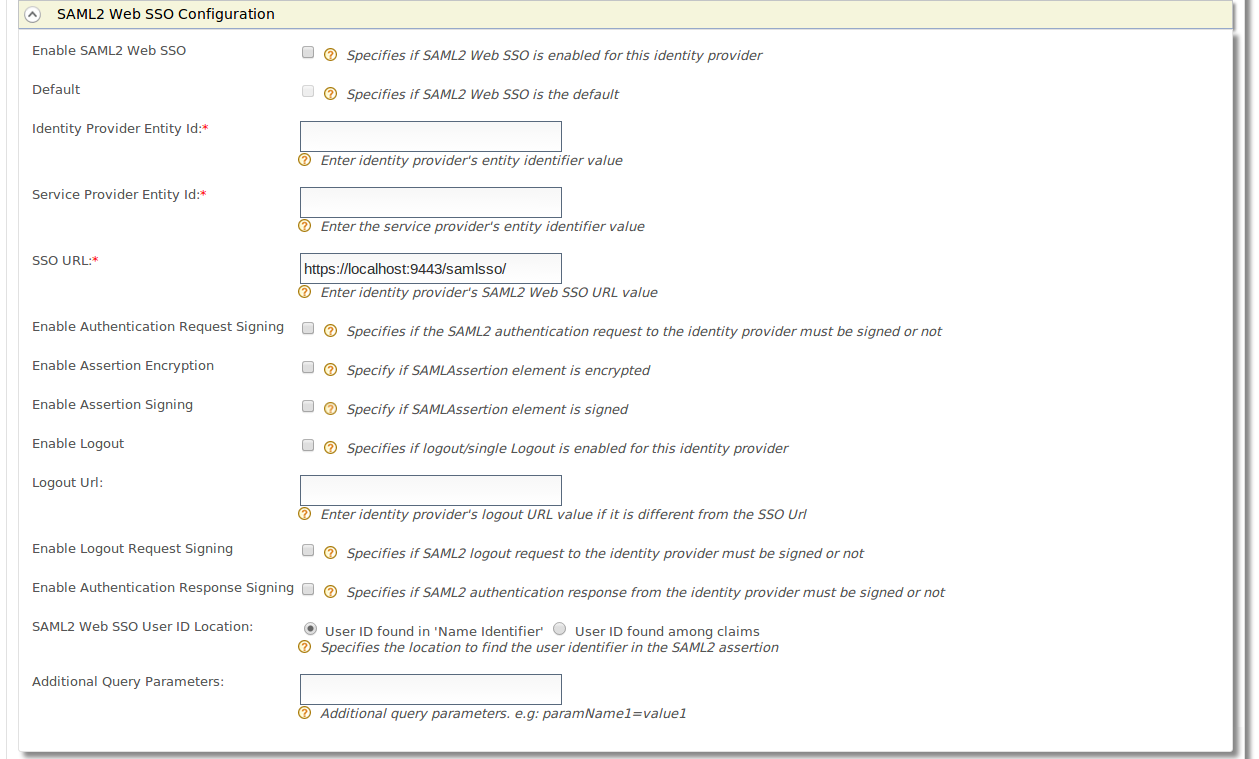 SAML2 Web SSO Configuration
Enable SAML2 Web SSO
? Specifies if SAML2 Web SSO is enabled for this identity provider
Default
? Specifies if SAML2 Web SSO is the default
Identity Provider Entity Id:*
? Enter identity provider's entity identifier value
Service Provider Entity Id:*
? Enter the service provider's entity identifier value
SSO URL:*
https://localhost:9443/samlsso/
? Enter identity provider's SAML2 Web SSO URL value
Enable Authentication Request Signing
? Specifies if the SAML2 authentication request to the identity provider must be signed or not
Enable Assertion Encryption
? Specify if SAMLAssertion element is encrypted
Enable Assertion Signing
? Specify if SAMLAssertion element is signed
Enable Logout
? Specifies if logout/single Logout is enabled for this identity provider
Logout Url:
? Enter identity provider's logout URL value if it is different from the SSO Url
Enable Logout Request Signing
? Specifies if SAML2 logout request to the identity provider must be signed or not
Enable Authentication Response Signing
? Specifies if SAML2 authentication response from the identity provider must be signed or not
SAML2 Web SSO User ID Location:
User ID found in 'Name Identifier' User ID found among claims
? Specifies the location to find the user identifier in the SAML2 assertion
Additional Query Parameters:
? Additional query parameters. e.g: paramName1=value1